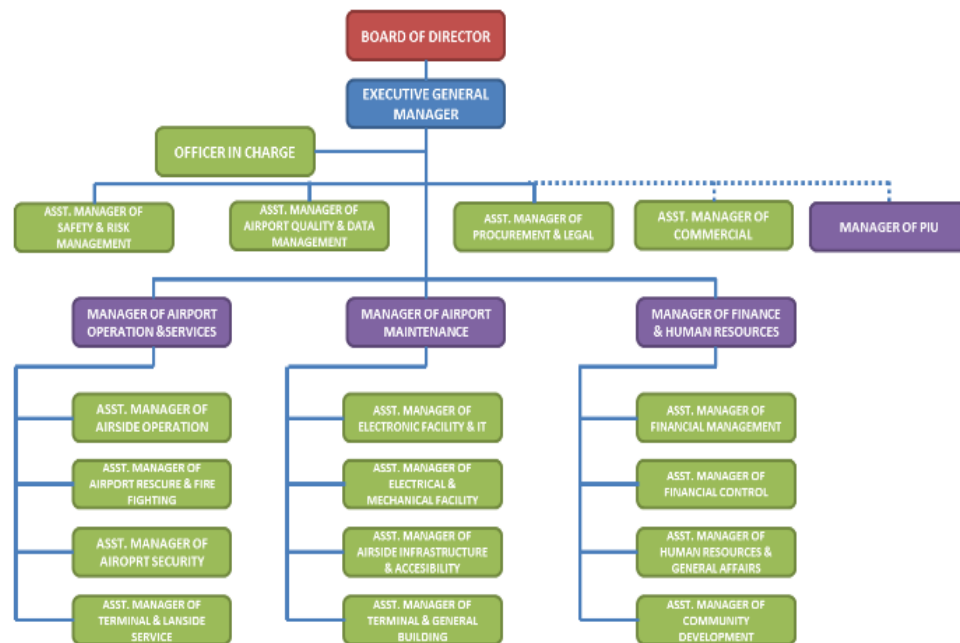 BOARD OF DIRECTOR
EXECUTIVE GENERAL
MANAGER
OFFICER IN CHARGE
ASST. MANAGER OF
SAFETY & RISK
MANAGEMENT
ASST. MANAGER OF
AIRPORT QUALITY & DATA
MANAGEMENT
ASST. MANAGER OF
PROCUREMENT & LEGAL
ASST. MANAGER OF
COMMERCIAL
MANAGER OF PIU
MANAGER OF AIRPORT
OPERATION &SERVICES
MANAGER OF AIRPORT
MAINTENANCE
MANAGER OF FINANCE
& HUMAN RESOURCES
ASST. MANAGER OF
AIRSIDE OPERATION
ASST. MANAGER OF
AIRPORT RESCURE & FIRE
FIGHTING
ASST. MANAGER OF
AIROPRT SECURITY
ASST. MANAGER OF
TERMINAL & LANSIDE
SERVICE
ASST. MANAGER OF
ELECTRONIC FACILITY & IT
ASST. MANAGER OF
ELECTRICAL &
MECHANICAL FACILITY
ASST. MANAGER OF
AIRSIDE INFRASTRUCTURE
& ACCESIBILITY
ASST. MANAGER OF
TERMINAL & GENERAL
BUILDING
ASST. MANAGER OF
FINANCIAL MANAGEMENT
ASST. MANAGER OF
FINANCIAL CONTROL
ASST. MANAGER OF
HUMAN RESOURCES &
GENERAL AFFAIRS
ASST. MANAGER OF
COMMUNITY
DEVELOPMENT